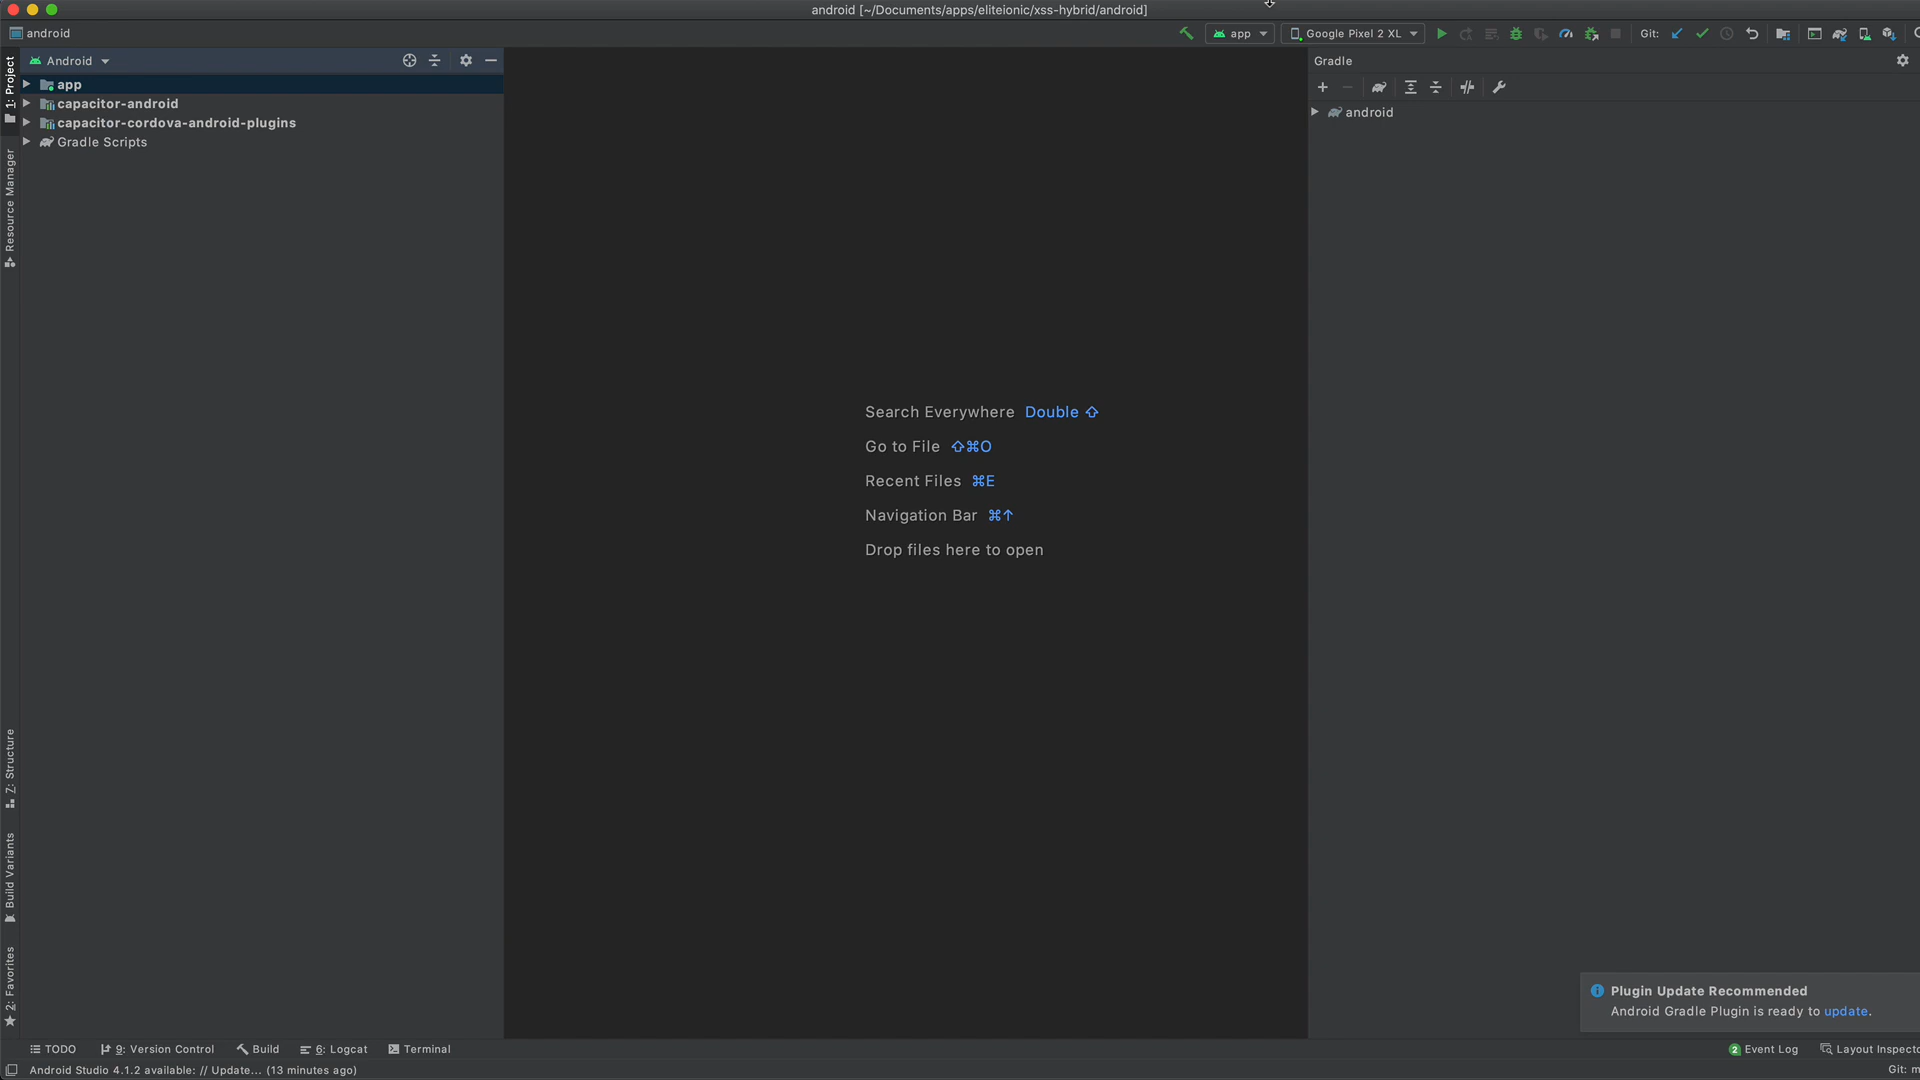 android [~/Documents/apps/eliteionic/xss-hybrid/android]
android
app
Google Pixel 2 XL
Git:
1: Project
Resource Manager
Z: Structure
Build Variants
2: Favorites
Android
app
capacitor-android
capacitor-cordova-android-plugins
Gradle Scripts
Search Everywhere Double ⇧
Go to File ⇧⌘O
Recent Files ⌘E
Navigation Bar ⌘↑
Drop files here to open
Gradle
android
Plugin Update Recommended
Android Gradle Plugin is ready to update.
TODO
9: Version Control
Build
6: Logcat
Terminal
2 Event Log
Layout Inspecto
Android Studio 4.1.2 available: // Update... (13 minutes ago)
Git: m